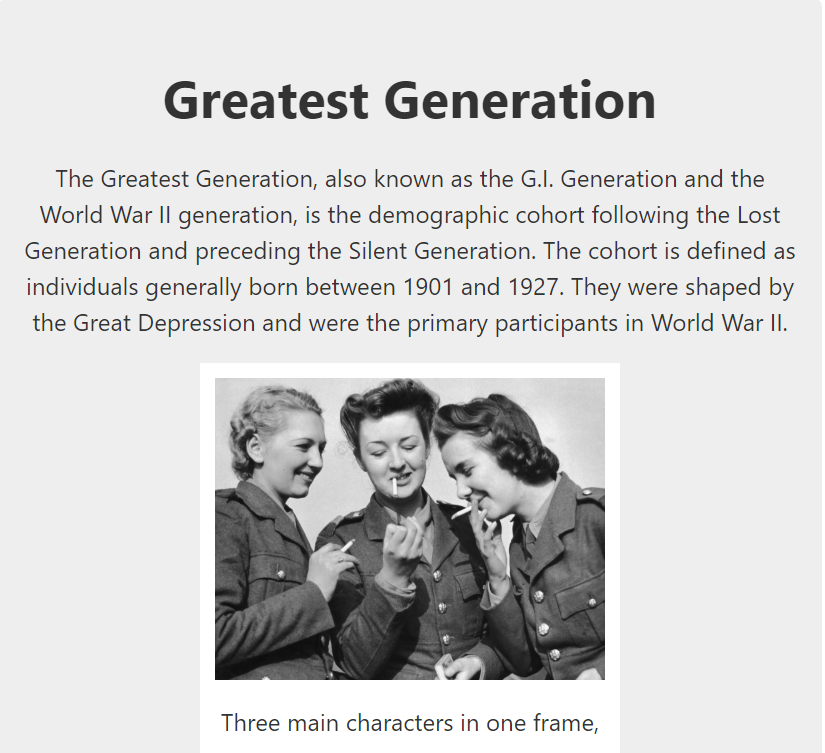 Greatest Generation
The Greatest Generation, also known as the G.I. Generation and the
World War II generation, is the demographic cohort following the Lost
Generation and preceding the Silent Generation. The cohort is defined as
individuals generally born between 1901 and 1927. They were shaped by
the Great Depression and were the primary participants in World War II.
Three main characters in one frame,